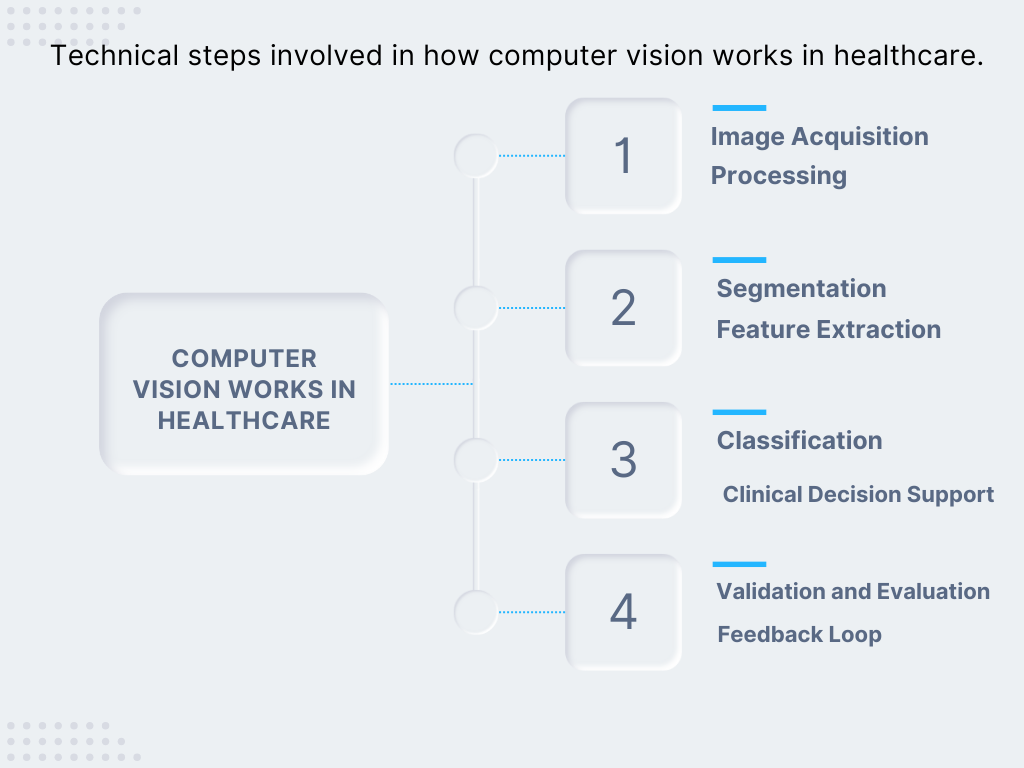 Technical steps involved in how computer vision works in healthcare.
COMPUTER
VISION WORKS IN
HEALTHCARE
1
Image Acquisition
Processing
2
Segmentation
Feature Extraction
3
Classification
Clinical Decision Support
4
Validation and Evaluation
Feedback Loop